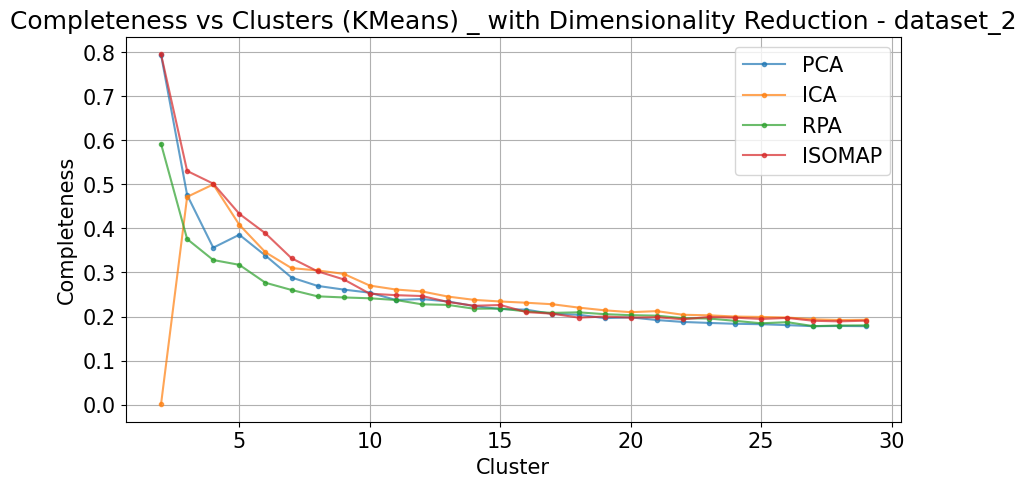 Completeness vs Clusters (KMeans) _ with Dimensionality Reduction - dataset_2
0.8
0.7
0.6
0.5
0.4
0.3
0.2
0.1
0.0
Completeness
PCA
ICA
RPA
ISOMAP
5 10 15 20 25 30
Cluster